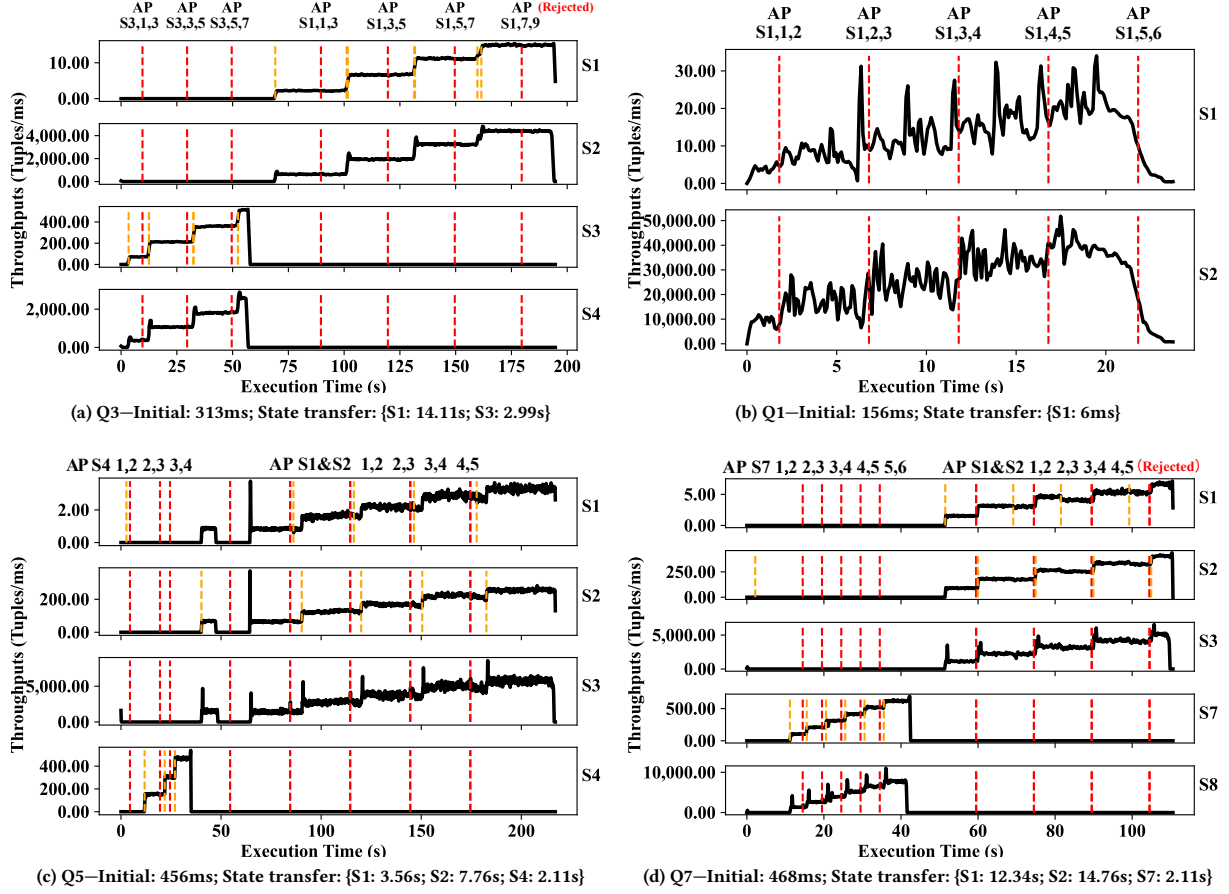 AP AP AP AP AP AP AP (Rejected)
S3,1,3 S3,3,5 S3,5,7 S1,1,3 S1,3,5 S1,5,7 S1,7,9
Throughputs (Tuples/ms)
10.00
0.00
S1
4,000.00
2,000.00
0.00
S2
400.00
200.00
0.00
S3
2,000.00
0.00
S4
0 25 50 75 100 125 150 175 200
Execution Time (s)
(a) Q3—Initial: 313ms; State transfer: {S1: 14.11s; S3: 2.99s}
AP AP AP AP AP
S1,1,2 S1,2,3 S1,3,4 S1,4,5 S1,5,6
Throughputs (Tuples/ms)
30.00
20.00
10.00
0.00
S1
50,000.00
40,000.00
30,000.00
20,000.00
10,000.00
0.00
S2
0 5 10 15 20
Execution Time (s)
(b) Q1—Initial: 156ms; State transfer: {S1: 6ms}
AP S4 1,2 2,3 3,4 AP S1&S2 1,2 2,3 3,4 4,5
Throughputs (Tuples/ms)
2.00
0.00
S1
200.00
0.00
S2
5,000.00
0.00
S3
400.00
200.00
0.00
S4
0 50 100 150 200
Execution Time (s)
(c) Q5—Initial: 456ms; State transfer: {S1: 3.56s; S2: 7.76s; S4: 2.11s}
AP S7 1,2 2,3 3,4 4,5 5,6 AP S1&S2 1,2 2,3 3,4 4,5 (Rejected)
Throughputs (Tuples/ms)
5.00
0.00
S1
250.00
0.00
S2
5,000.00
0.00
S3
500.00
0.00
S7
10,000.00
0.00
S8
0 20 40 60 80 100
Execution Time (s)
(d) Q7—Initial: 468ms; State transfer: {S1: 12.34s; S2: 14.76s; S7: 2.11s}